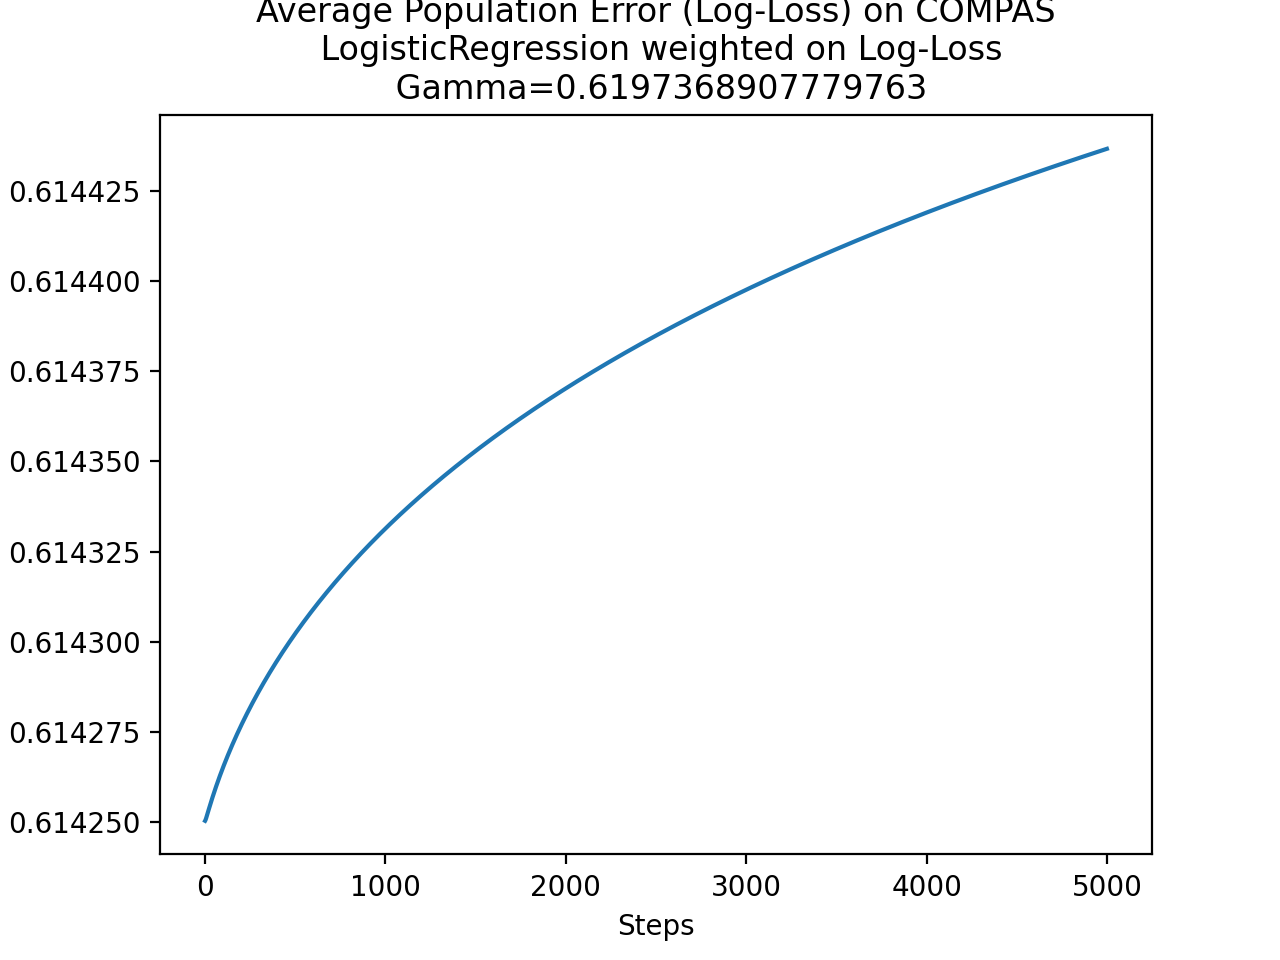 Average Population Error (Log-Loss) on COMPAS
LogisticRegression weighted on Log-Loss
Gamma=0.6197368907779763
0.614425
0.614400
0.614375
0.614350
0.614325
0.614300
0.614275
0.614250
0 1000 2000 3000 4000 5000
Steps